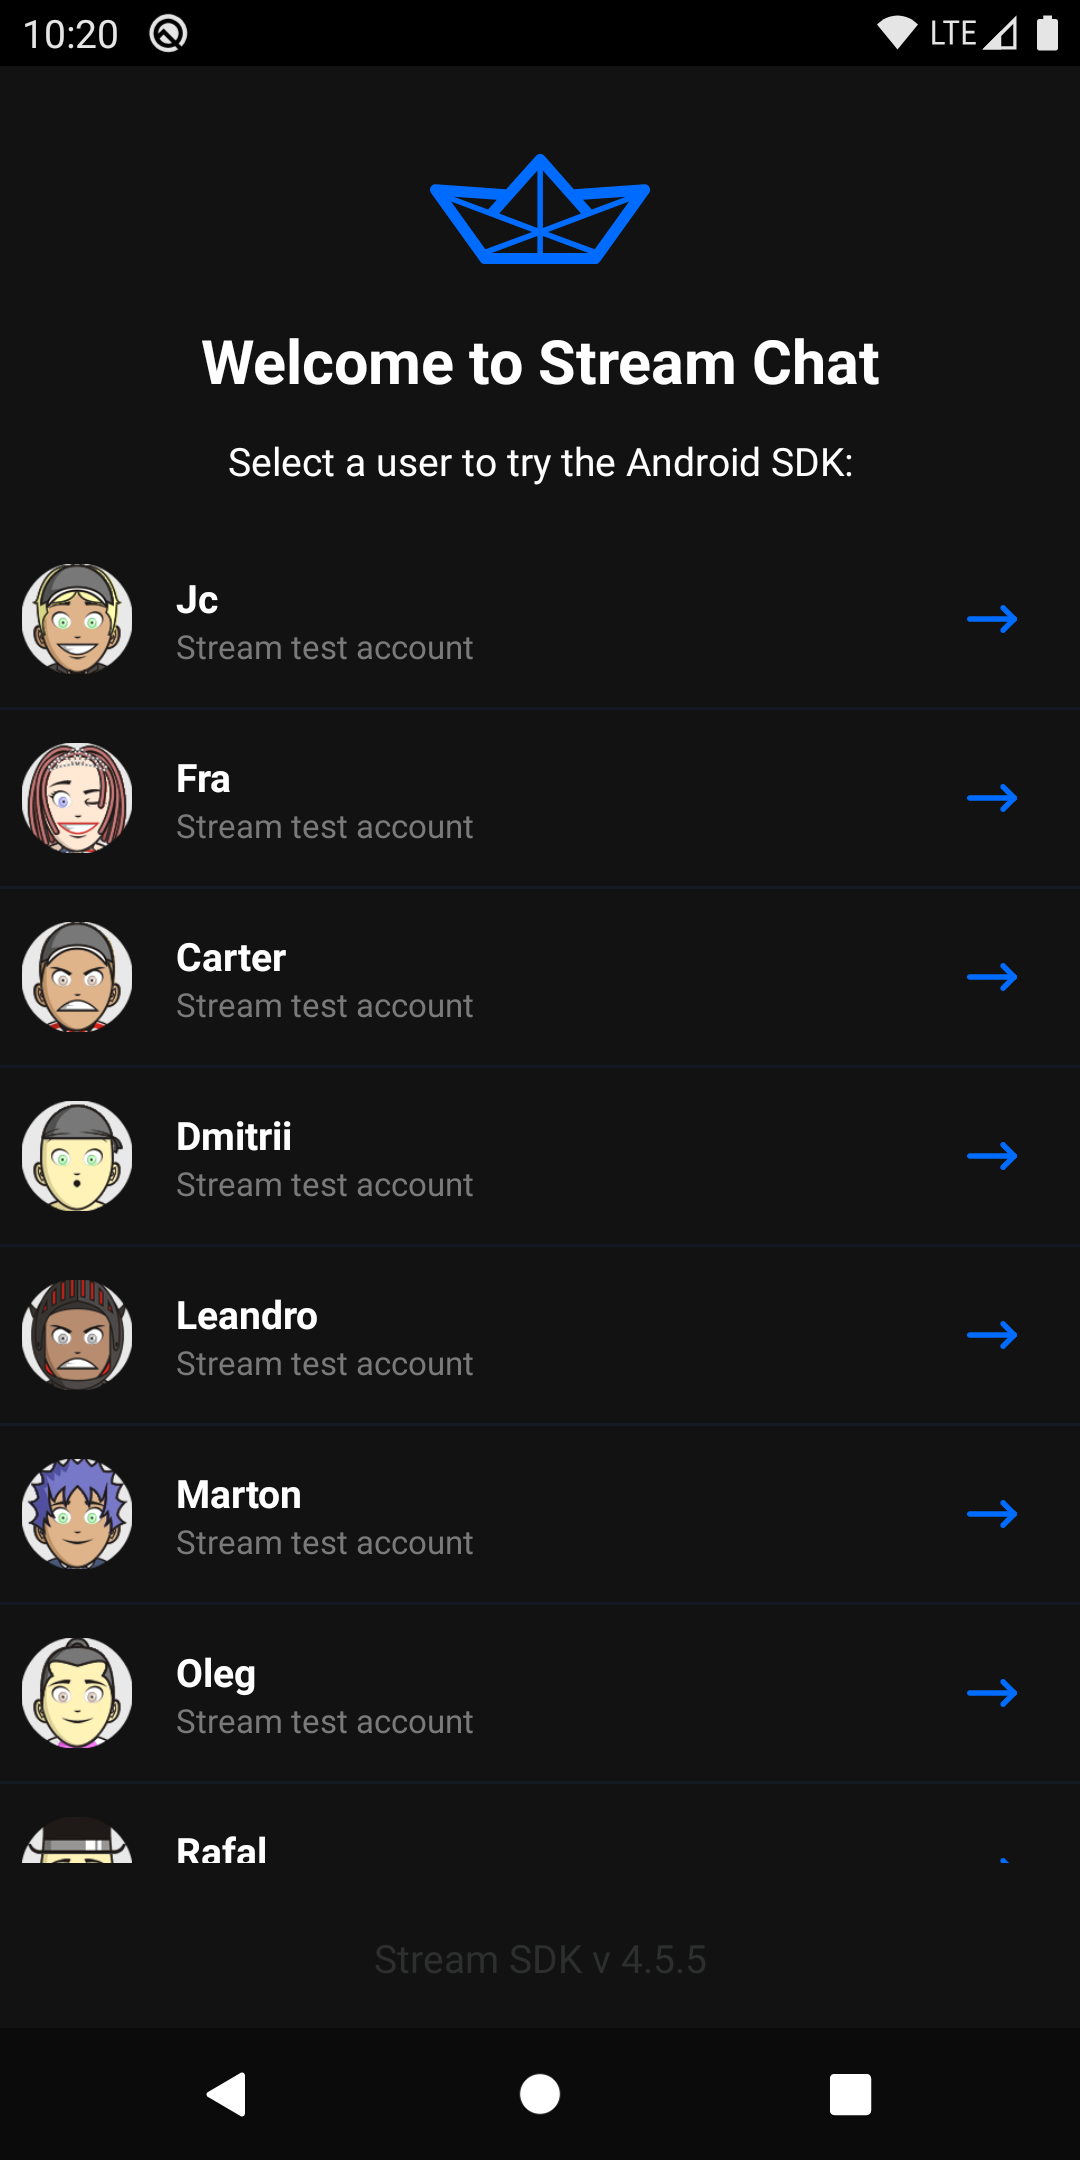 10:20
LTE
Welcome to Stream Chat
Select a user to try the Android SDK:
Jc
Stream test account
Fra
Stream test account
Carter
Stream test account
Dmitrii
Stream test account
Leandro
Stream test account
Marton
Stream test account
Oleg
Stream test account
Rafal
Stream SDK v 4.5.5